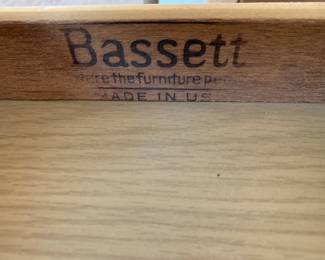 Bassett
the furniture
MADE IN US